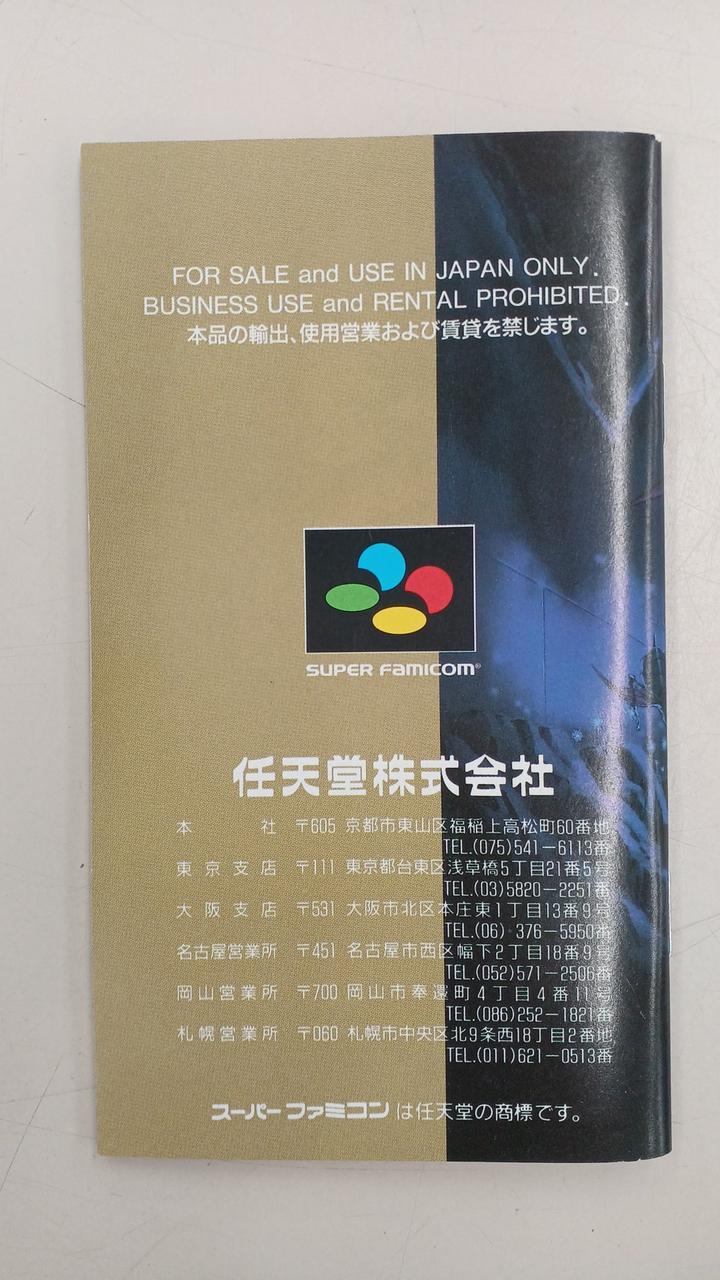 FOR SALE and USE IN JAPAN ONLY.
BUSINESS USE and RENTAL PROHIBITED.
本品の輸出、使用営業および賃貸を禁じます。
SUPER FAMICOM®
任天堂株式会社
本社 〒605 京都市東山区福稲上高松町60番地
TEL.(075)541－6113番
東京支店 〒111 東京都台東区浅草橋5丁目21番5号
TEL.(03)5820－2251番
大阪支店 〒531 大阪市北区本庄東1丁目13番9号
TEL.(06) 376－5950番
名古屋営業所 〒451 名古屋市西区幅下2丁目18番9号
TEL.(052)571－2506番
岡山営業所 〒700 岡山市奉還町4丁目4番11号
TEL.(086)252－1821番
札幌営業所 〒060 札幌市中央区北9条西18丁目2番地
TEL.(011)621－0513番
スーパーファミコンは任天堂の商標です。